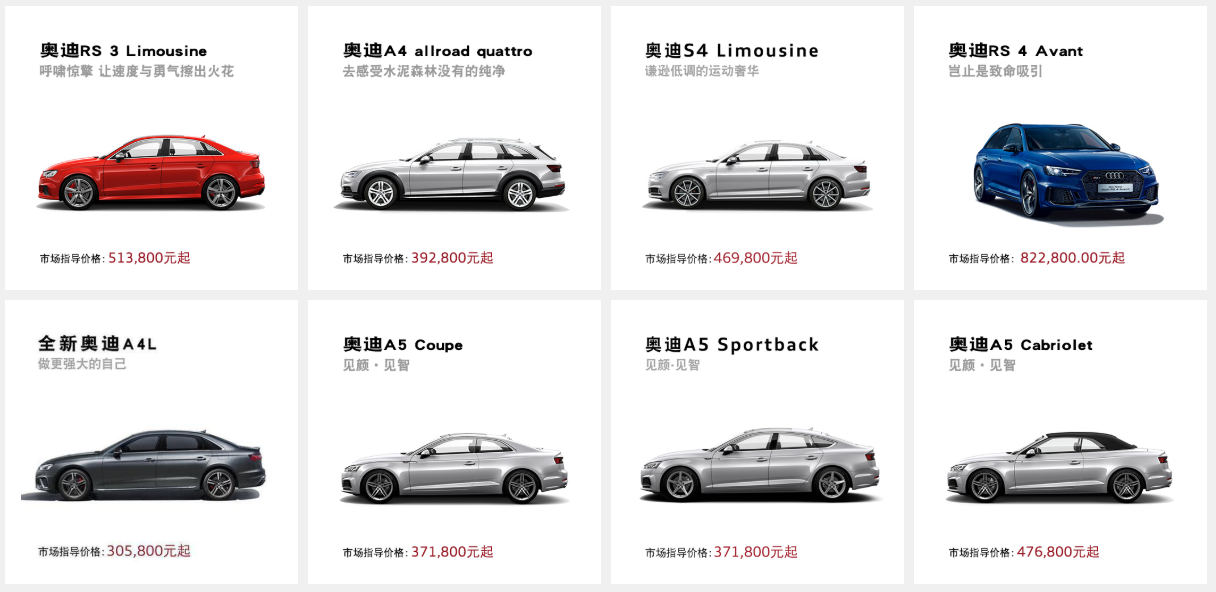 奥迪RS 3 Limousine
呼啸惊擎 让速度与勇气擦出火花
市场指导价格: 513,800元起
奥迪A4 allroad quattro
去感受水泥森林没有的纯净
市场指导价格: 392,800元起
奥迪S4 Limousine
谦逊低调的运动奢华
市场指导价格: 469,800元起
奥迪RS 4 Avant
岂止是致命吸引
市场指导价格: 822,800.00元起
全新奥迪A4L
做更强大的自己
市场指导价格: 305,800元起
奥迪A5 Coupe
见颜·见智
市场指导价格: 371,800元起
奥迪A5 Sportback
见颜·见智
市场指导价格: 371,800元起
奥迪A5 Cabriolet
见颜·见智
市场指导价格: 476,800元起